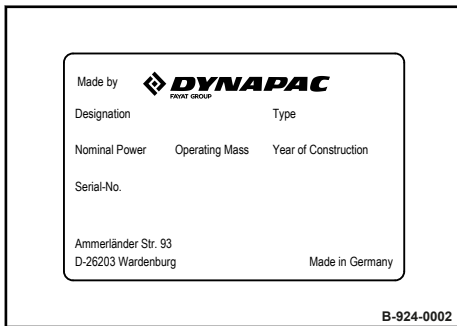 Made by DYNAPAC
FAYAT GROUP
Designation Type
Nominal Power Operating Mass Year of Construction
Serial-No.
Ammerländer Str. 93
D-26203 Wardenburg Made in Germany
B-924-0002